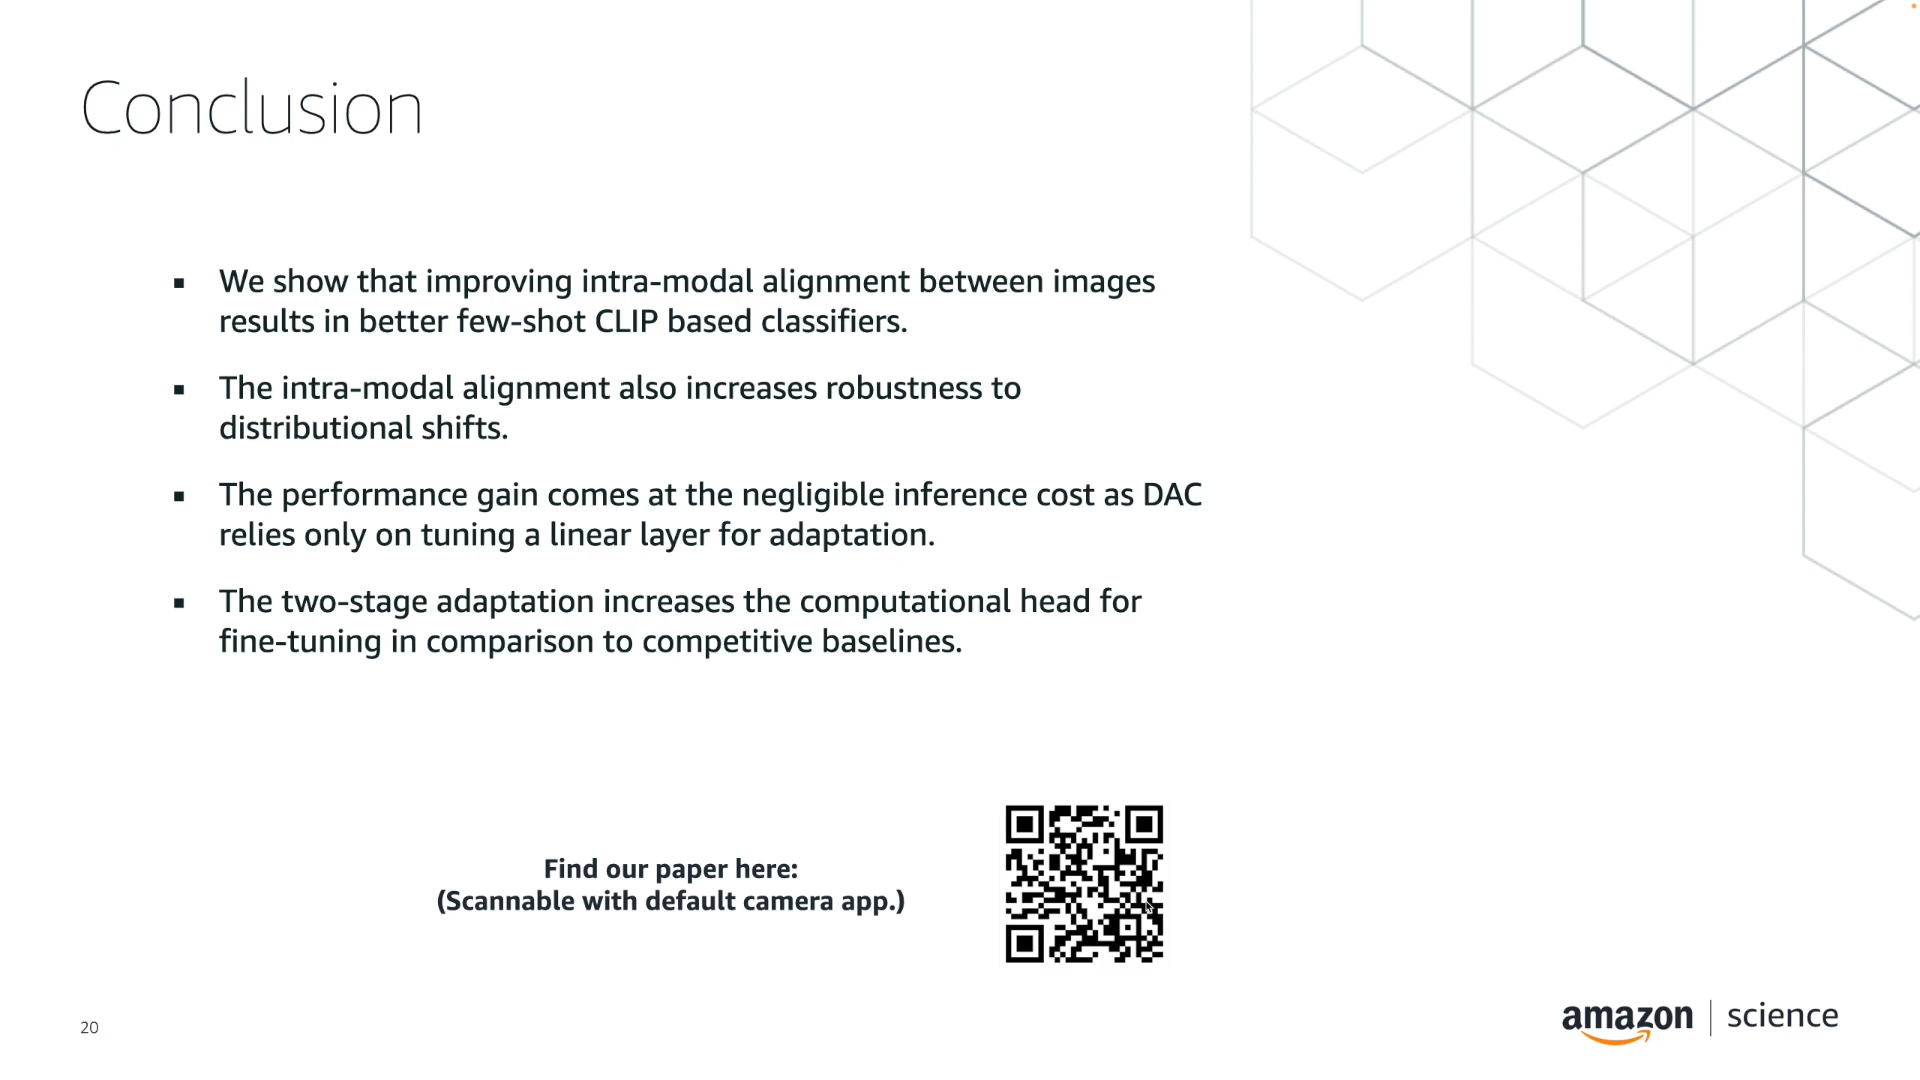 Conclusion
▪ We show that improving intra-modal alignment between images
results in better few-shot CLIP based classifiers.
▪ The intra-modal alignment also increases robustness to
distributional shifts.
▪ The performance gain comes at the negligible inference cost as DAC
relies only on tuning a linear layer for adaptation.
▪ The two-stage adaptation increases the computational head for
fine-tuning in comparison to competitive baselines.
Find our paper here:
(Scannable with default camera app.)
20
amazon | science